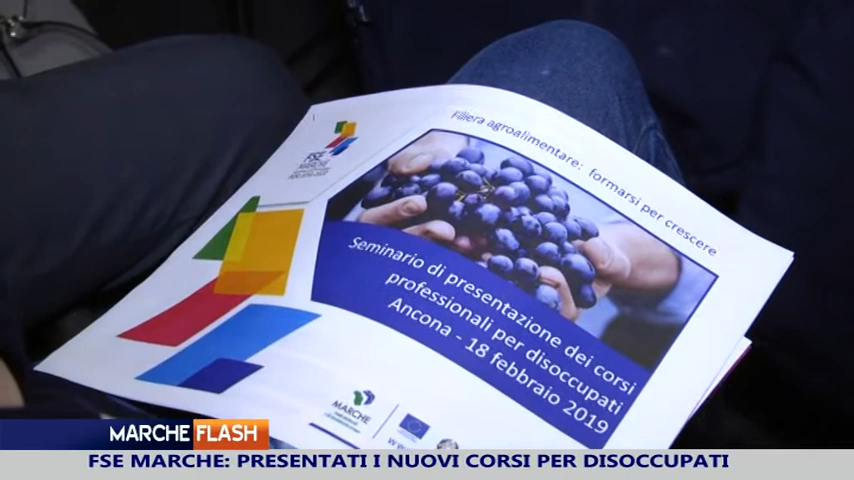 Filiera agroalimentare: formarsi per crescere
FSE
MARCHE
Seminario di presentazione dei corsi
professionali per disoccupati
Ancona - 18 febbraio 2019
MARCHE
MARCHE FLASH
FSE MARCHE: PRESENTATI I NUOVI CORSI PER DISOCCUPATI